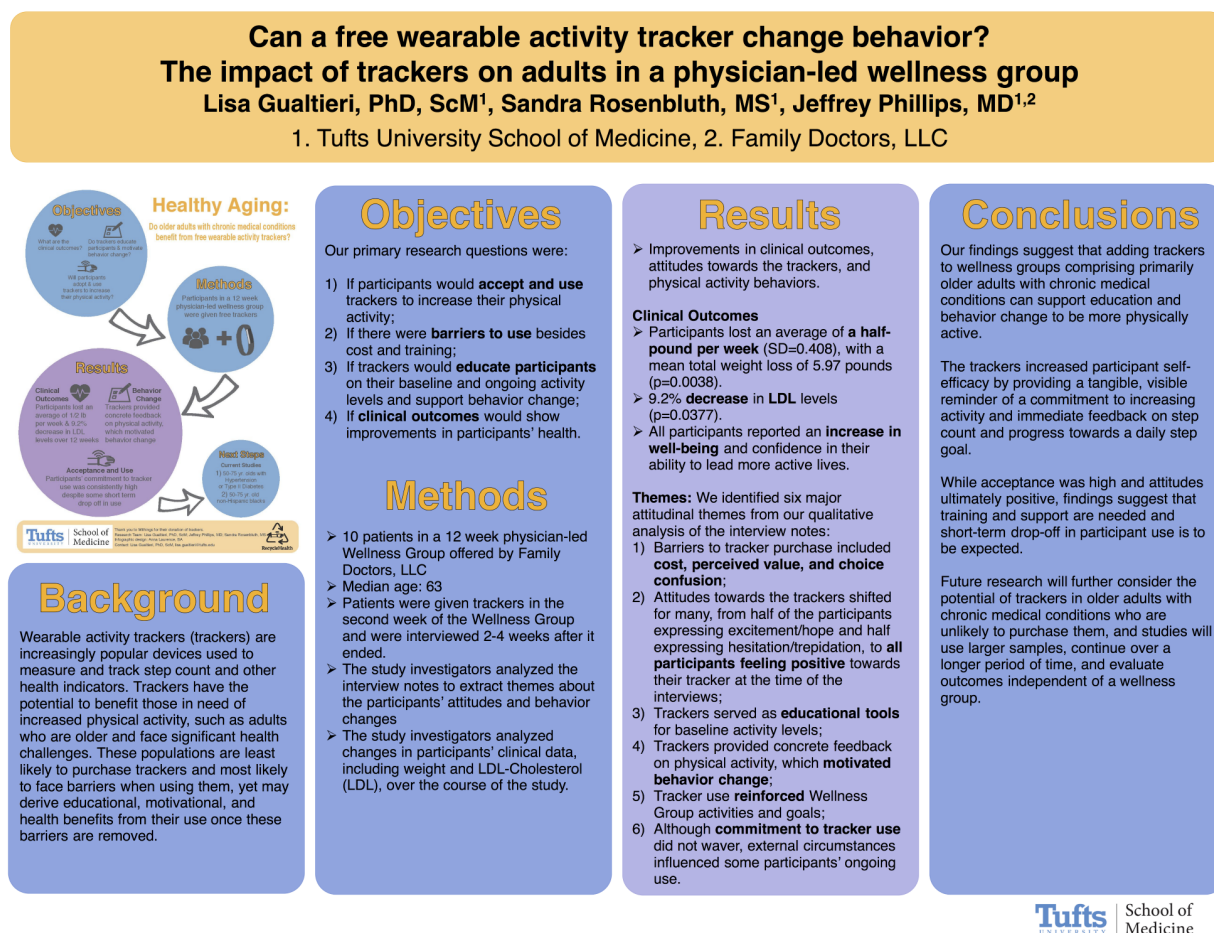 Can a free wearable activity tracker change behavior?
The impact of trackers on adults in a physician-led wellness group
Lisa Gualtieri, PhD, ScM1, Sandra Rosenbluth, MS1, Jeffrey Phillips, MD1,2
1. Tufts University School of Medicine, 2. Family Doctors, LLC
Healthy Aging:
Do older adults with chronic medical conditions
benefit from free wearable activity trackers?
Objectives
What are the
clinical outcomes?
Do trackers educate
participants & motivate
behavior change?
Will participants
adopt & use
trackers to increase
their physical activity?
Methods
Participants in a 12 week
physician-led wellness group
were given free trackers
Results
Clinical
Outcomes
Participants lost an
average of 1/2 lb
per week & 9.2%
decrease in LDL
levels over 12 weeks
Behavior
Change
Trackers provided
concrete feedback
on physical activity,
which motivated
behavior change
Acceptance and Use
Participants' commitment to tracker
use was consistently high
despite some short term
drop off in use
Next Steps
Current Studies
1) 50-75 yr. olds with
Hypertension
or Type II Diabetes
2) 50-75 yr. old
non-Hispanic blacks
Tufts
UNIVERSITY
School of
Medicine
RecycleHealth
Background
Wearable activity trackers (trackers) are
increasingly popular devices used to
measure and track step count and other
health indicators. Trackers have the
potential to benefit those in need of
increased physical activity, such as adults
who are older and face significant health
challenges. These populations are least
likely to purchase trackers and most likely
to face barriers when using them, yet may
derive educational, motivational, and
health benefits from their use once these
barriers are removed.
Objectives
Our primary research questions were:
1) If participants would accept and use
trackers to increase their physical
activity;
2) If there were barriers to use besides
cost and training;
3) If trackers would educate participants
on their baseline and ongoing activity
levels and support behavior change;
4) If clinical outcomes would show
improvements in participants' health.
Methods
➢ 10 patients in a 12 week physician-led
Wellness Group offered by Family
Doctors, LLC
➢ Median age: 63
➢ Patients were given trackers in the
second week of the Wellness Group
and were interviewed 2-4 weeks after it
ended.
➢ The study investigators analyzed the
interview notes to extract themes about
the participants' attitudes and behavior
changes
➢ The study investigators analyzed
changes in participants' clinical data,
including weight and LDL-Cholesterol
(LDL), over the course of the study.
Results
➢ Improvements in clinical outcomes,
attitudes towards the trackers, and
physical activity behaviors.
Clinical Outcomes
➢ Participants lost an average of a half-
pound per week (SD=0.408), with a
mean total weight loss of 5.97 pounds
(p=0.0038).
➢ 9.2% decrease in LDL levels
(p=0.0377).
➢ All participants reported an increase in
well-being and confidence in their
ability to lead more active lives.
Themes: We identified six major
attitudinal themes from our qualitative
analysis of the interview notes:
1) Barriers to tracker purchase included
cost, perceived value, and choice
confusion;
2) Attitudes towards the trackers shifted
for many, from half of the participants
expressing excitement/hope and half
expressing hesitation/trepidation, to all
participants feeling positive towards
their tracker at the time of the
interviews;
3) Trackers served as educational tools
for baseline activity levels;
4) Trackers provided concrete feedback
on physical activity, which motivated
behavior change;
5) Tracker use reinforced Wellness
Group activities and goals;
6) Although commitment to tracker use
did not waver, external circumstances
influenced some participants' ongoing
use.
Conclusions
Our findings suggest that adding trackers
to wellness groups comprising primarily
older adults with chronic medical
conditions can support education and
behavior change to be more physically
active.
The trackers increased participant self-
efficacy by providing a tangible, visible
reminder of a commitment to increasing
activity and immediate feedback on step
count and progress towards a daily step
goal.
While acceptance was high and attitudes
ultimately positive, findings suggest that
training and support are needed and
short-term drop-off in participant use is to
be expected.
Future research will further consider the
potential of trackers in older adults with
chronic medical conditions who are
unlikely to purchase them, and studies will
use larger samples, continue over a
longer period of time, and evaluate
outcomes independent of a wellness
group.
Tufts
UNIVERSITY
School of
Medicine